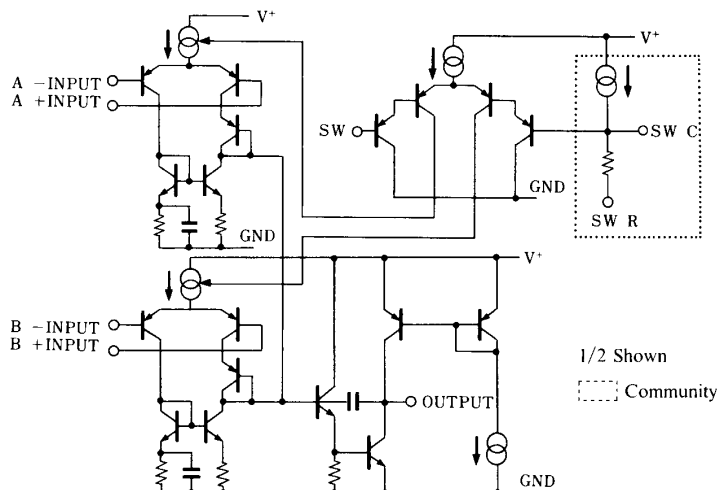 V+
A −INPUT
A +INPUT
GND
V+
SW
SW C
GND
SW R
V+
B −INPUT
B +INPUT
OUTPUT
GND
1/2 Shown
Community